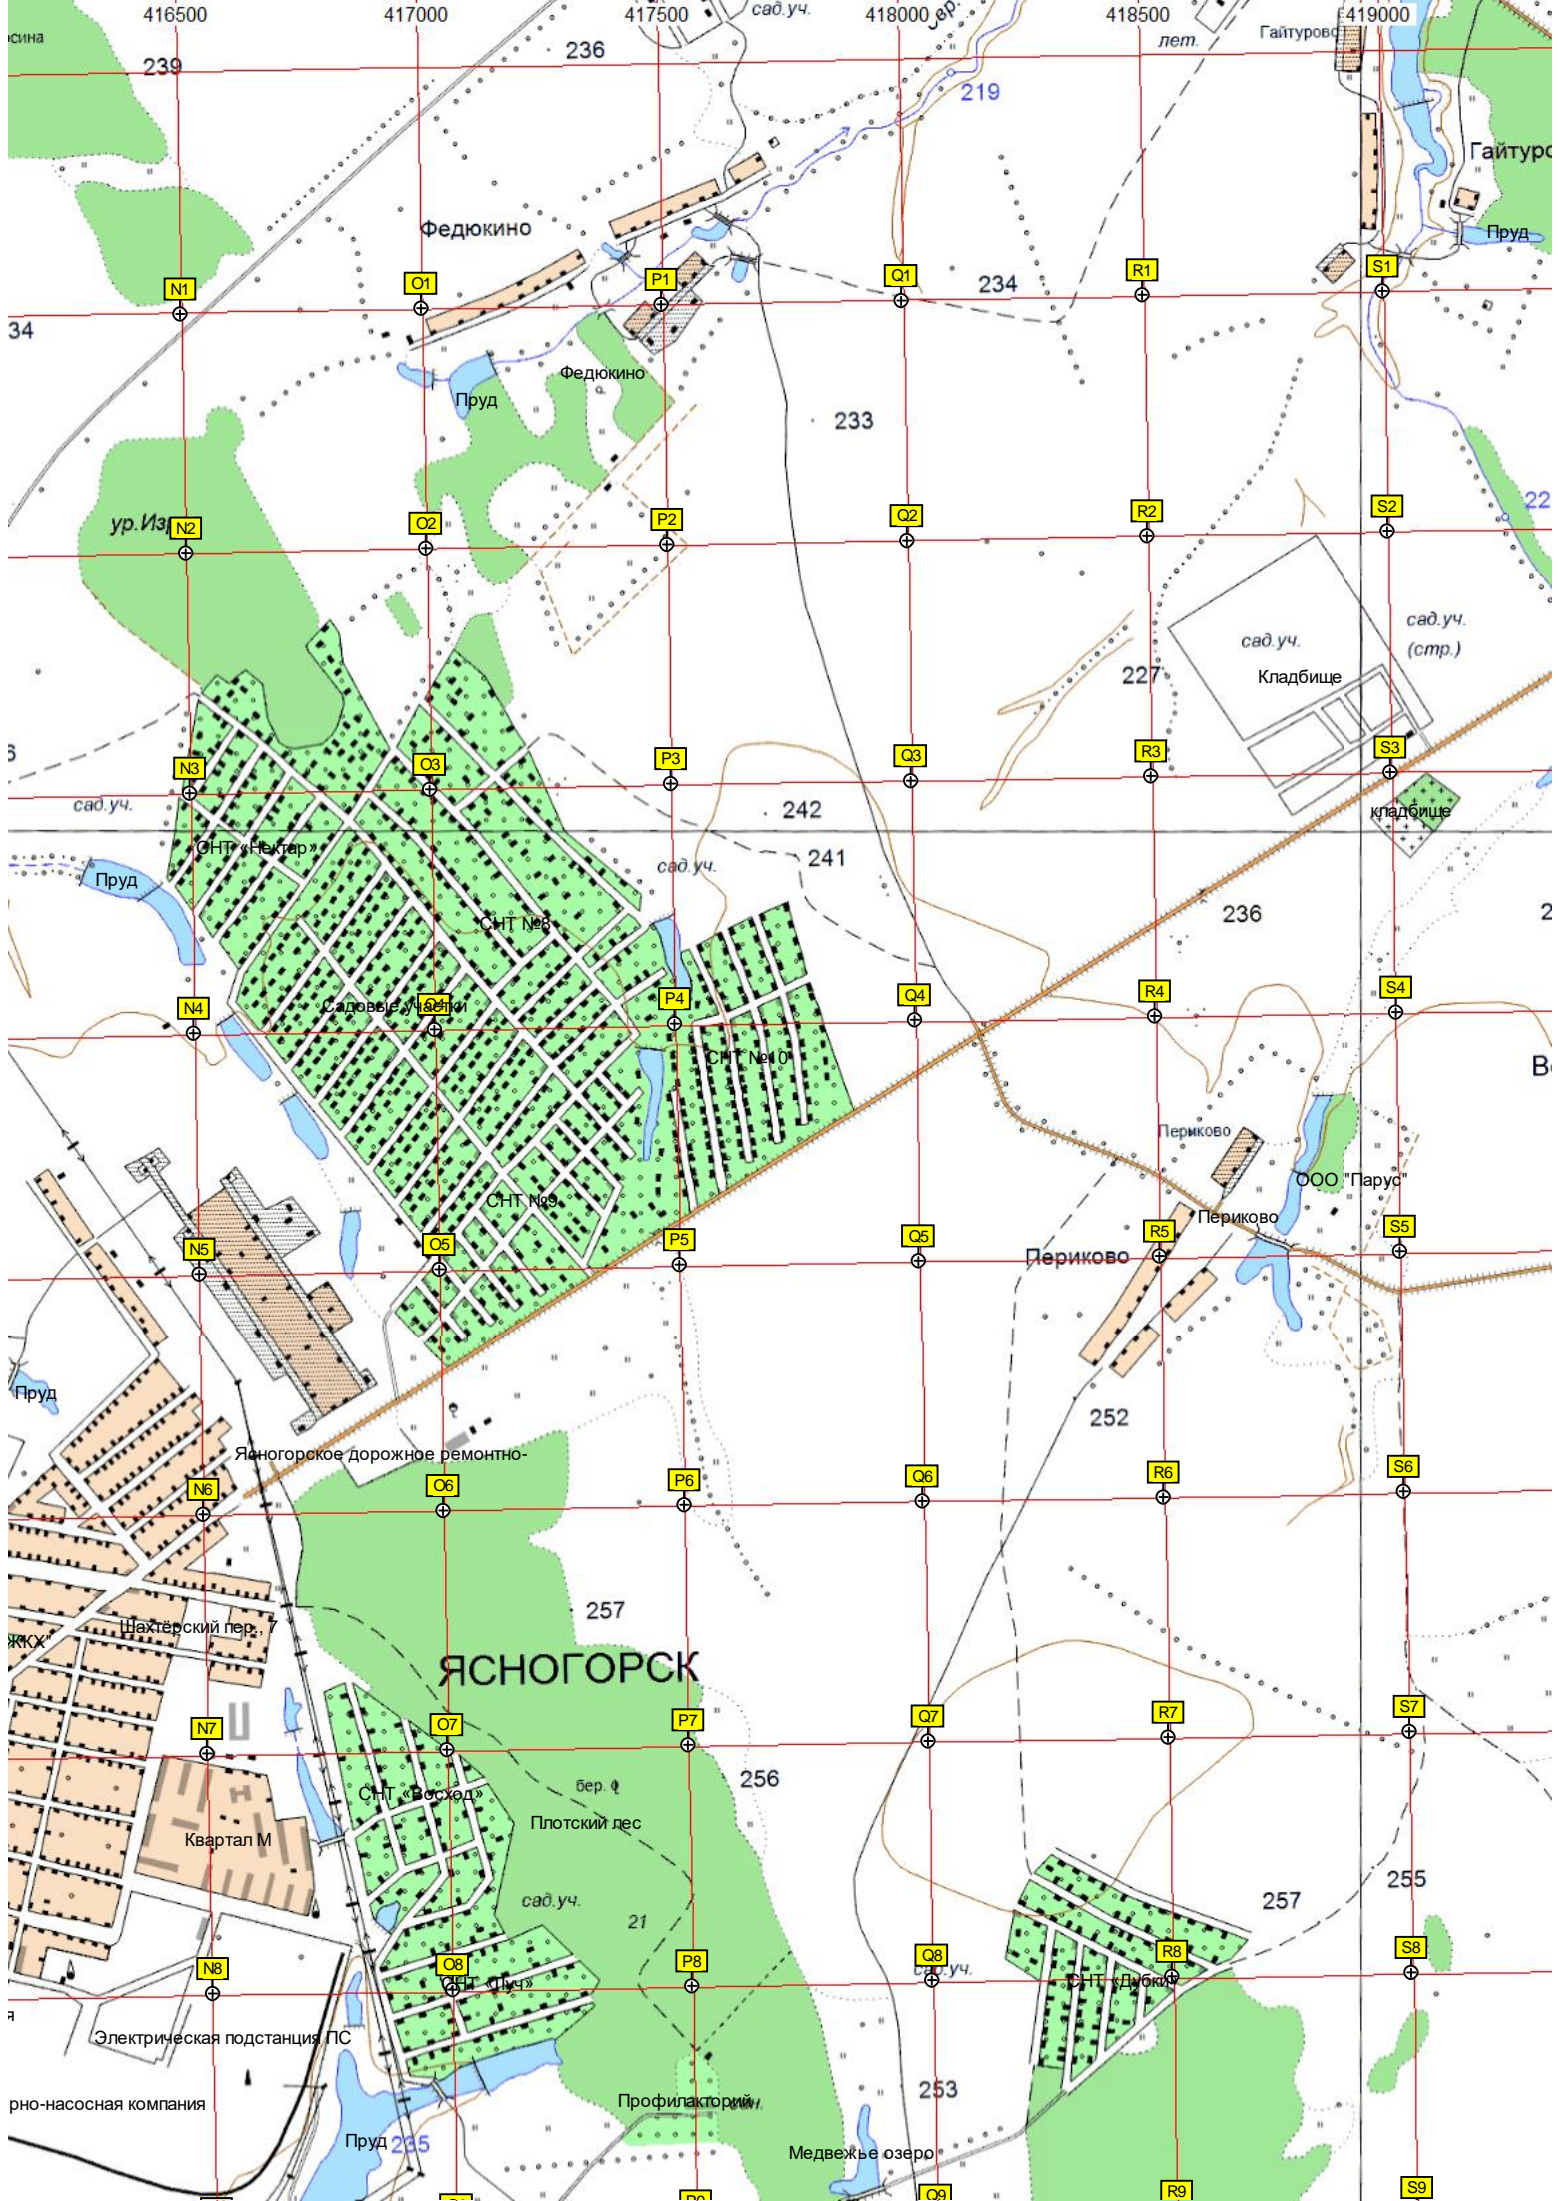 416500 417000 417500 418000 418500 419000
сад.уч.
лет.
Гайтурово
239
236
219
Гайтуро
Федюкино
Пруд
N1 O1 P1 Q1 R1 S1
234
34
Федюкино
Пруд
233
ур.Из
N2 O2 P2 Q2 R2 S2
22
сад.уч.
сад.уч.
(стр.)
227
Кладбище
N3 O3 P3 Q3 R3 S3
сад.уч.
242
кладбище
СНТ «Нектар»
241
сад.уч.
Пруд
236
СНТ №8
N4 O4 P4 Q4 R4 S4
Садовые участки
СНТ №10
Периково
ООО "Парус"
СНТ №9
Периково
N5 O5 P5 Q5 R5 S5
Периково
Пруд
252
Ясногорское дорожное ремонтно-
N6 O6 P6 Q6 R6 S6
257
Шахтёрский пер., 7
ЖКХ"
ЯСНОГОРСК
N7 O7 P7 Q7 R7 S7
256
бер.
СНТ «Восход»
Плотский лес
Квартал М
255
сад.уч.
257
21
N8 O8 P8 Q8 R8 S8
сад.уч.
СНТ «Луч»
СНТ «Дубки»
я
Электрическая подстанция ПС
253
рно-насосная компания
Профилакторий
Пруд 235
Медвежье озеро
Q9 R9 S9